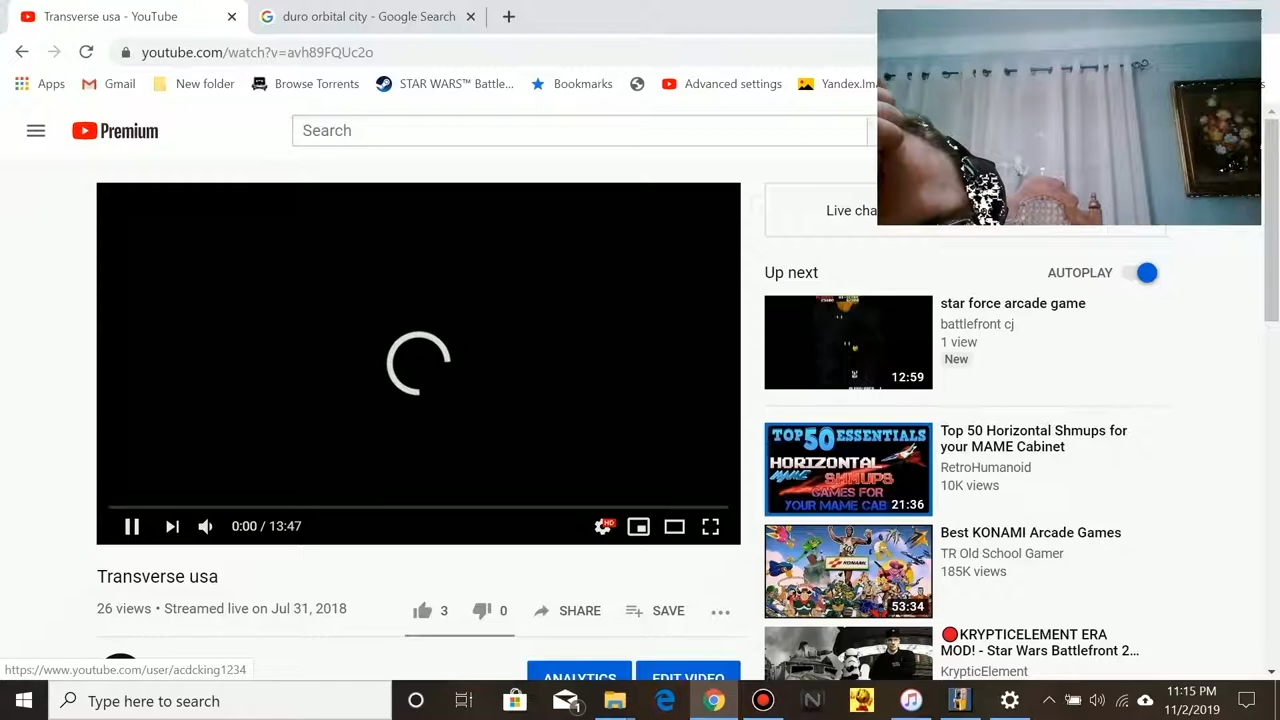 Transverse usa - YouTube
duro orbital city - Google Search
youtube.com/watch?v=avh89FQUc2o
Apps
Gmail
New folder
Browse Torrents
STAR WARS™ Battle...
Bookmarks
Advanced settings
Yandex.Ima
Premium
Search
Live cha
Up next
AUTOPLAY
star force arcade game
battlefront cj
1 view
New
12:59
TOP 50 ESSENTIALS
HORIZONTAL
MAME SHMUPS
GAMES FOR
YOUR MAME CAB
21:36
Top 50 Horizontal Shmups for
your MAME Cabinet
RetroHumanoid
10K views
KONAMI
53:34
Best KONAMI Arcade Games
TR Old School Gamer
185K views
KRYPTICELEMENT ERA
MOD! - Star Wars Battlefront 2...
KrypticElement
0:00 / 13:47
HD
Transverse usa
26 views • Streamed live on Jul 31, 2018
3
0
SHARE
SAVE
ANALYTICS
EDIT VIDEO
https://www.youtube.com/user/acdcking1234
Type here to search
1
11:15 PM
11/2/2019